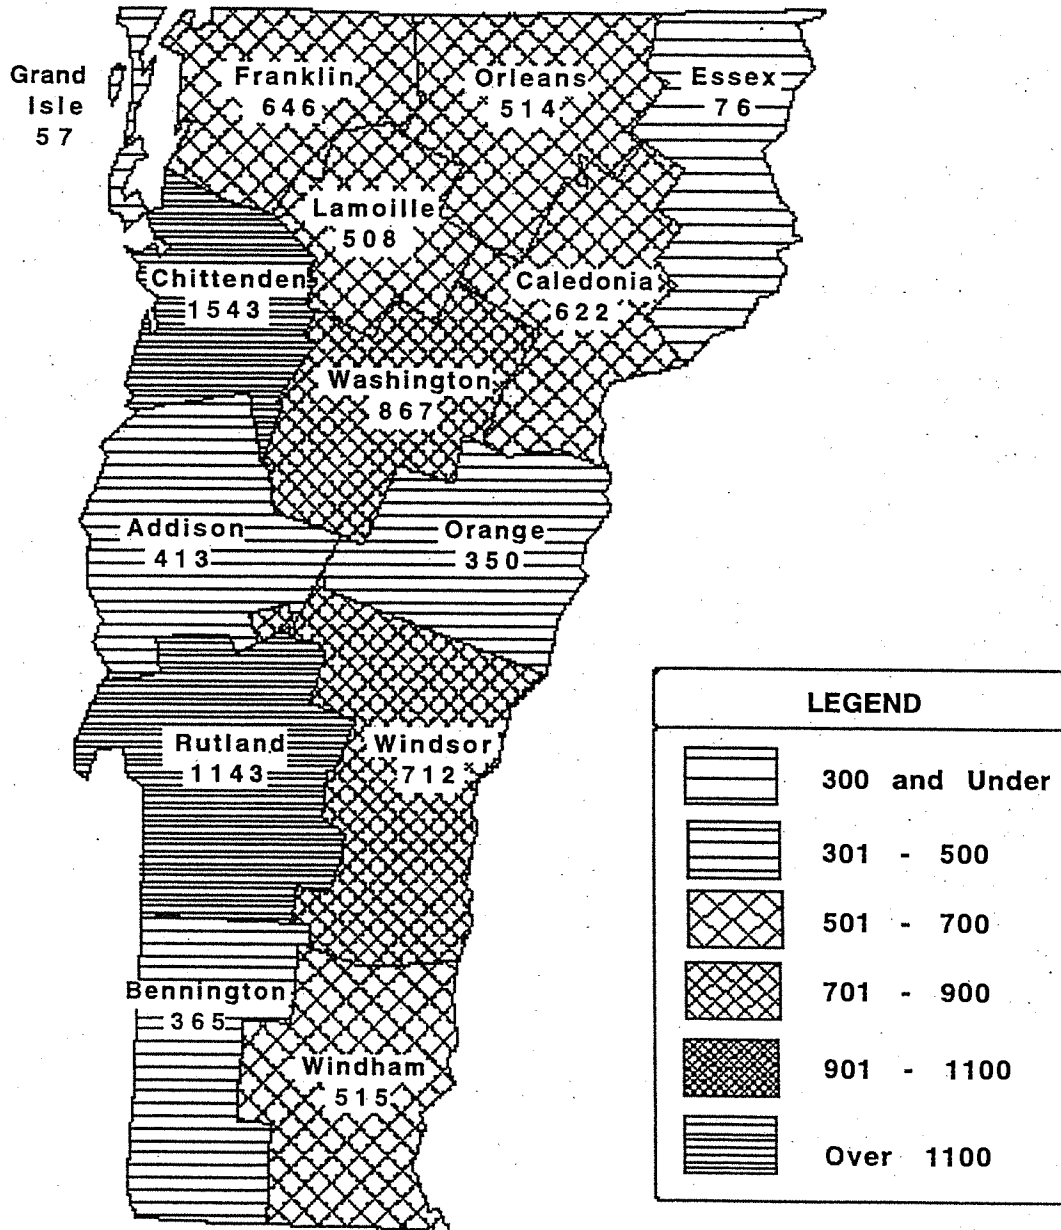 Grand
Isle
57
Franklin
646
Orleans
514
Essex
76
Lamoille
508
Chittenden
1543
Caledonia
622
Washington
867
Addison
413
Orange
350
Rutland
1143
Windsor
712
Bennington
365
Windham
515
LEGEND
300 and Under
301 - 500
501 - 700
701 - 900
901 - 1100
Over 1100